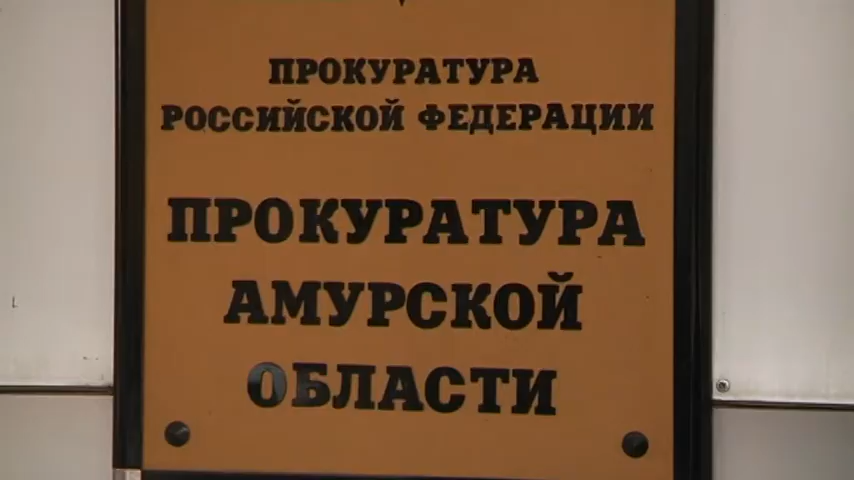 ПРОКУРАТУРА
РОССИЙСКОЙ ФЕДЕРАЦИИ
ПРОКУРАТУРА
АМУРСКОЙ
ОБЛАСТИ